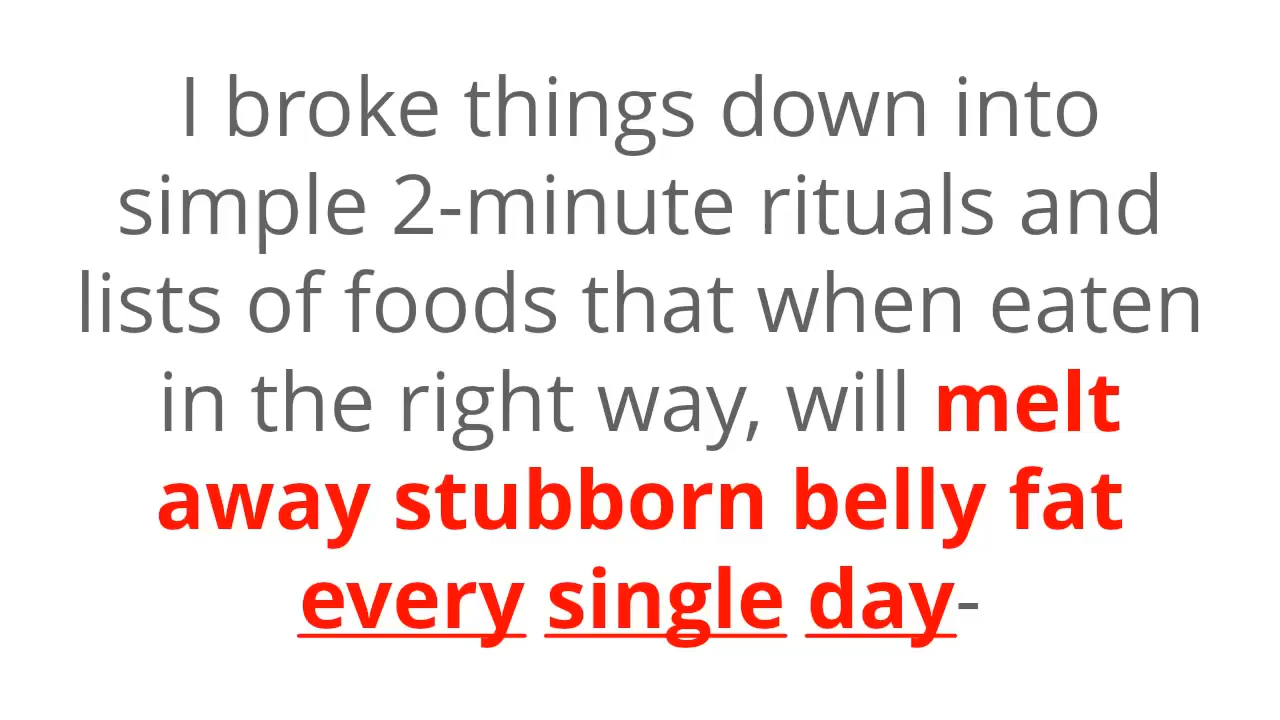 I broke things down into
simple 2-minute rituals and
lists of foods that when eaten
in the right way, will melt
away stubborn belly fat
every single day-